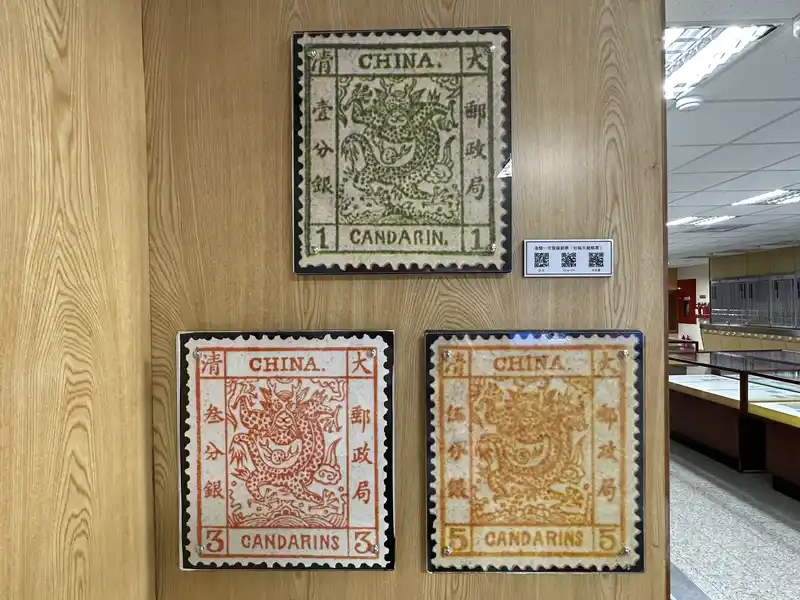 大
清
CHINA.
郵政局
壹分銀
1 CANDARIN. 1
大
清
CHINA.
郵政局
叁分銀
3 CANDARINS 3
大
清
CHINA.
郵政局
伍分銀
5 CANDARINS 5